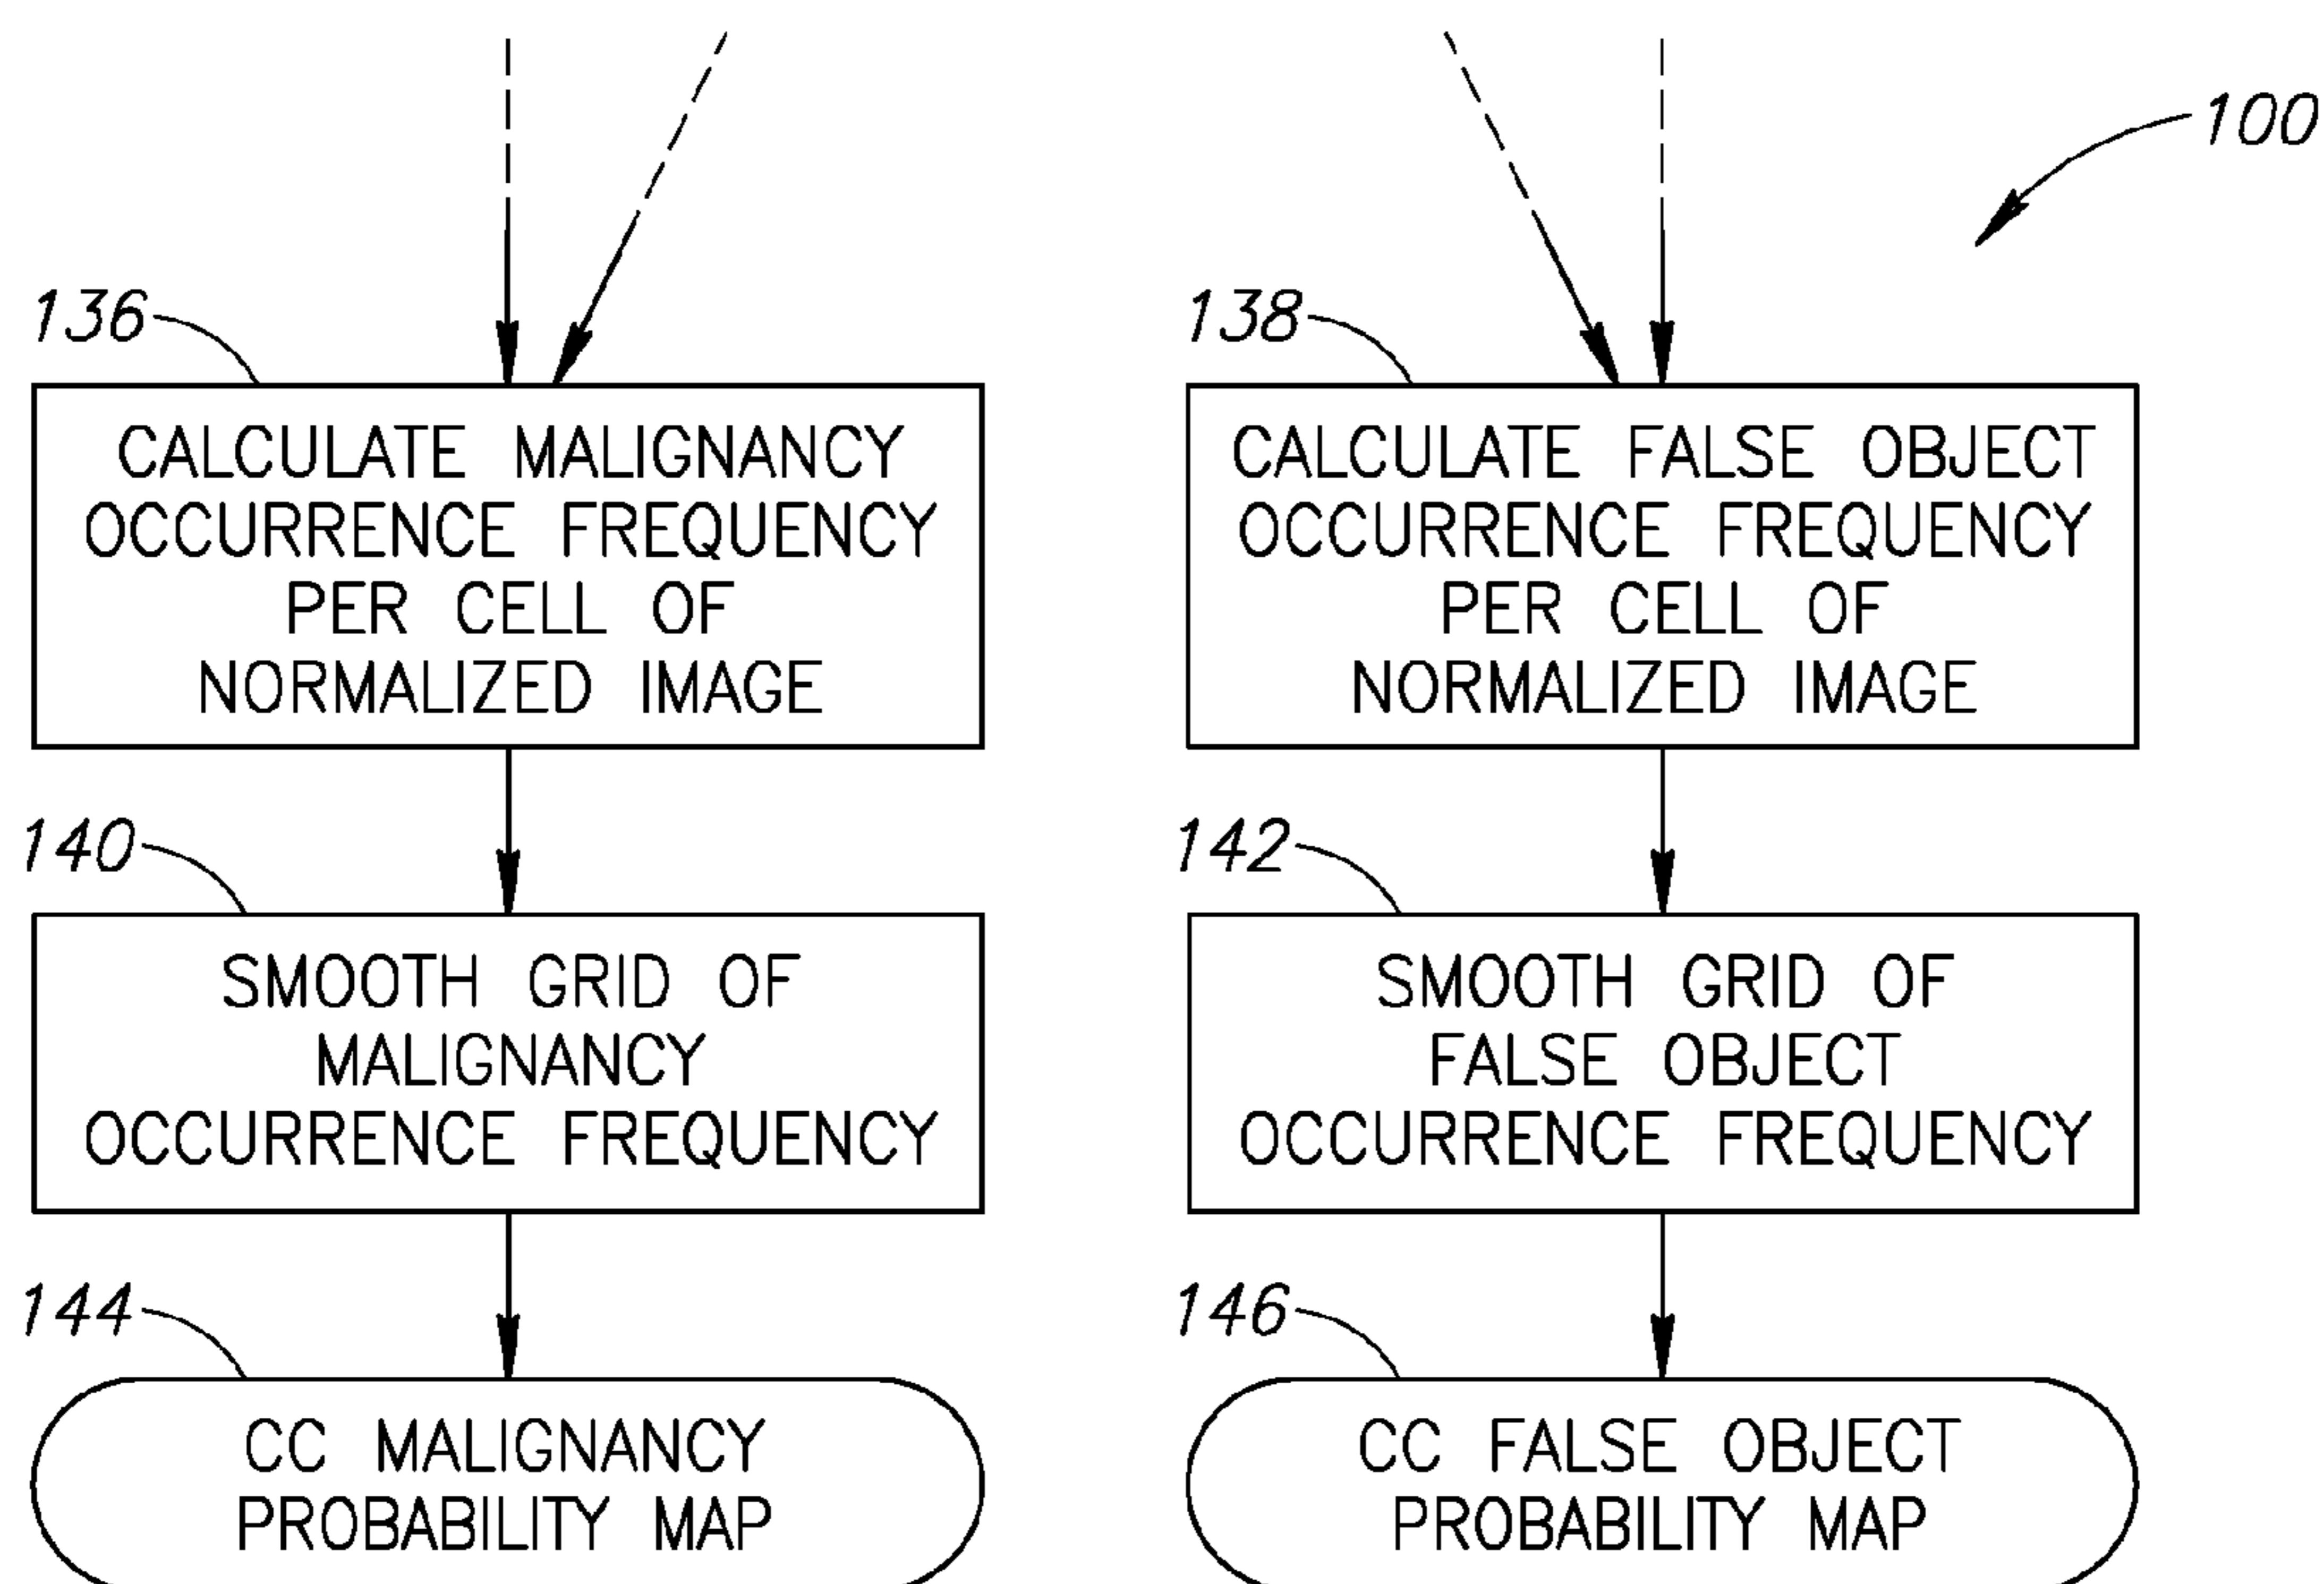 100
136
CALCULATE MALIGNANCY
OCCURRENCE FREQUENCY
PER CELL OF
NORMALIZED IMAGE
138
CALCULATE FALSE OBJECT
OCCURRENCE FREQUENCY
PER CELL OF
NORMALIZED IMAGE
140
SMOOTH GRID OF
MALIGNANCY
OCCURRENCE FREQUENCY
142
SMOOTH GRID OF
FALSE OBJECT
OCCURRENCE FREQUENCY
144
CC MALIGNANCY
PROBABILITY MAP
146
CC FALSE OBJECT
PROBABILITY MAP